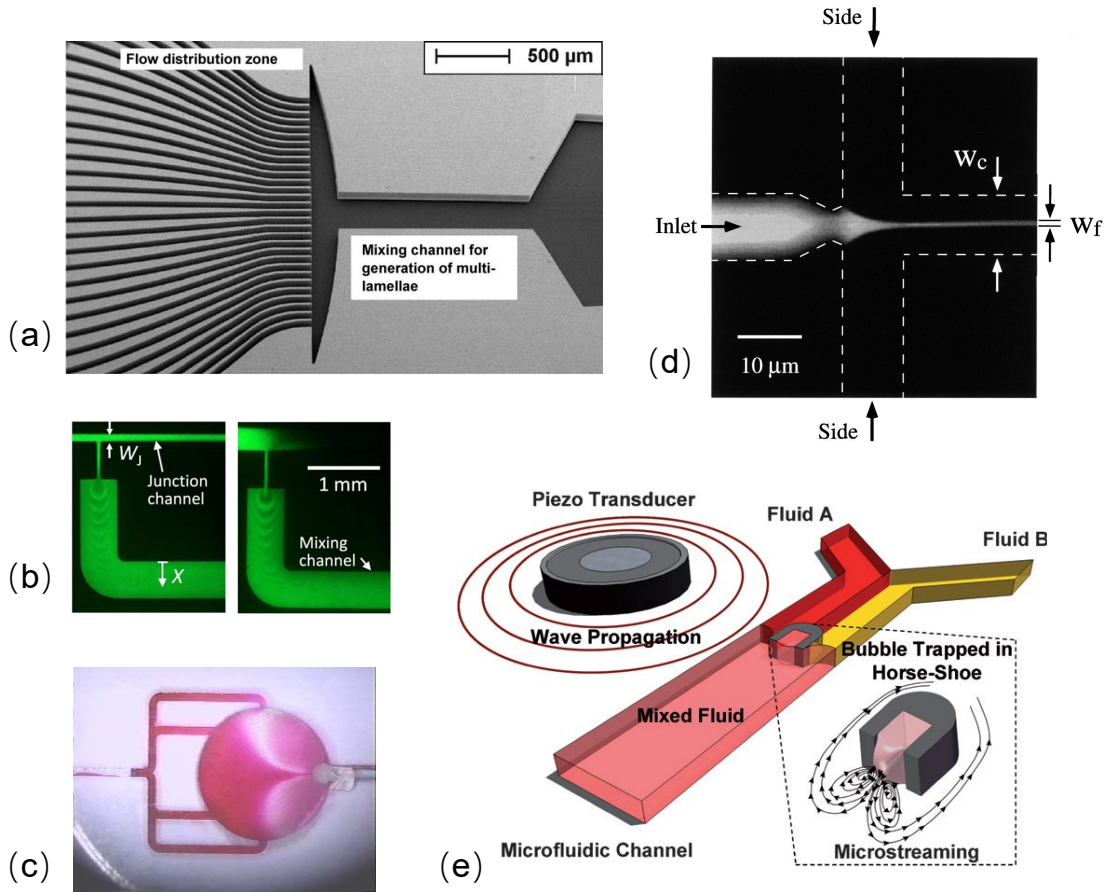 (a)
Flow distribution zone
500 µm
Mixing channel for
generation of multi-
lamellae
(b)
WJ
Junction
channel
X
1 mm
Mixing
channel
(c)
(d)
Side
Wc
Inlet
Wf
10 µm
Side
(e)
Piezo Transducer
Fluid A
Fluid B
Wave Propagation
Bubble Trapped in
Horse-Shoe
Mixed Fluid
Microfluidic Channel
Microstreaming